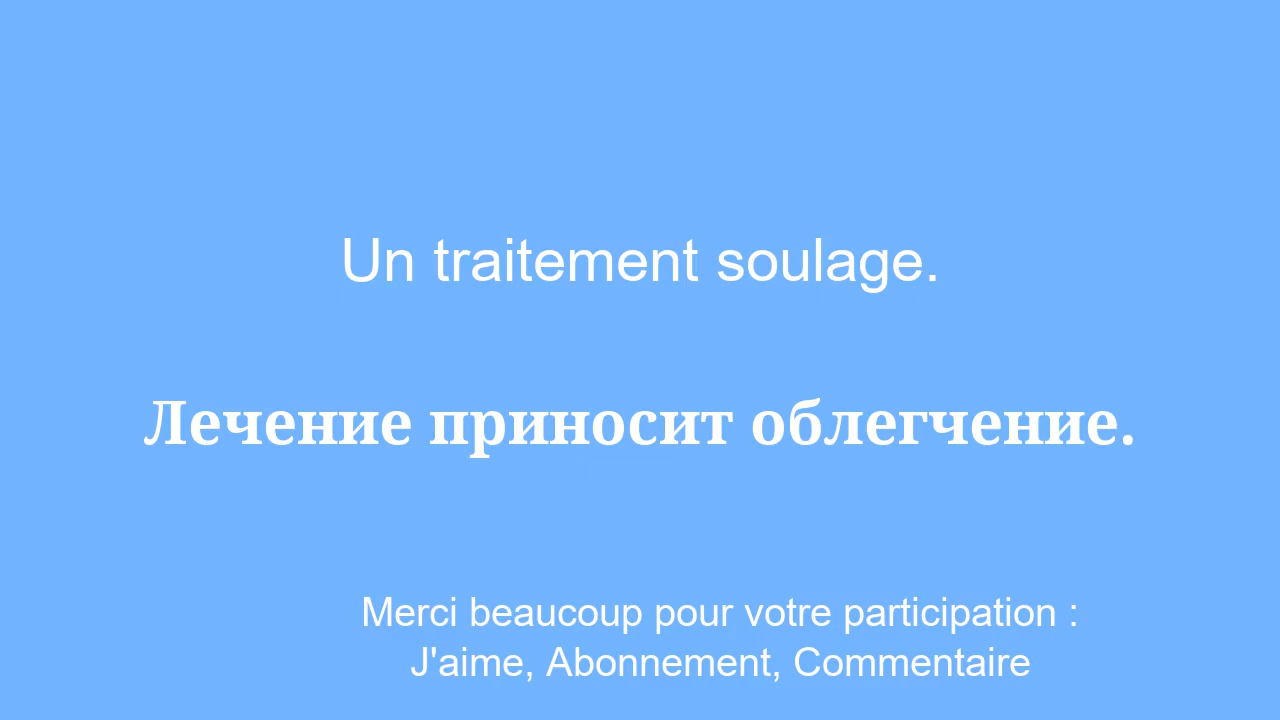 Un traitement soulage.
Лечение приносит облегчение.
Merci beaucoup pour votre participation :
J'aime, Abonnement, Commentaire